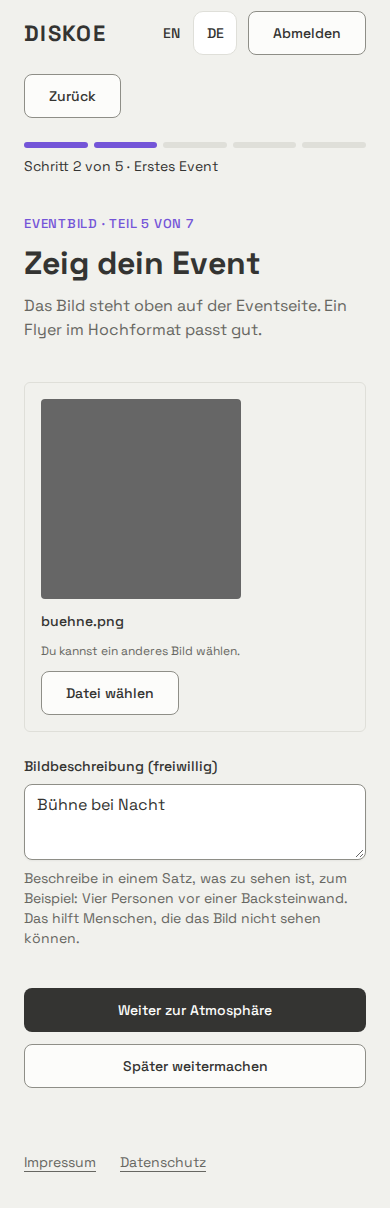 DISKOE
EN
DE
Abmelden
Zurück
Schritt 2 von 5 · Erstes Event
EVENTBILD · TEIL 5 VON 7
Zeig dein Event
Das Bild steht oben auf der Eventseite. Ein
Flyer im Hochformat passt gut.
buehne.png
Du kannst ein anderes Bild wählen.
Datei wählen
Bildbeschreibung (freiwillig)
Bühne bei Nacht
Beschreibe in einem Satz, was zu sehen ist, zum
Beispiel: Vier Personen vor einer Backsteinwand.
Das hilft Menschen, die das Bild nicht sehen
können.
Weiter zur Atmosphäre
Später weitermachen
Impressum
Datenschutz